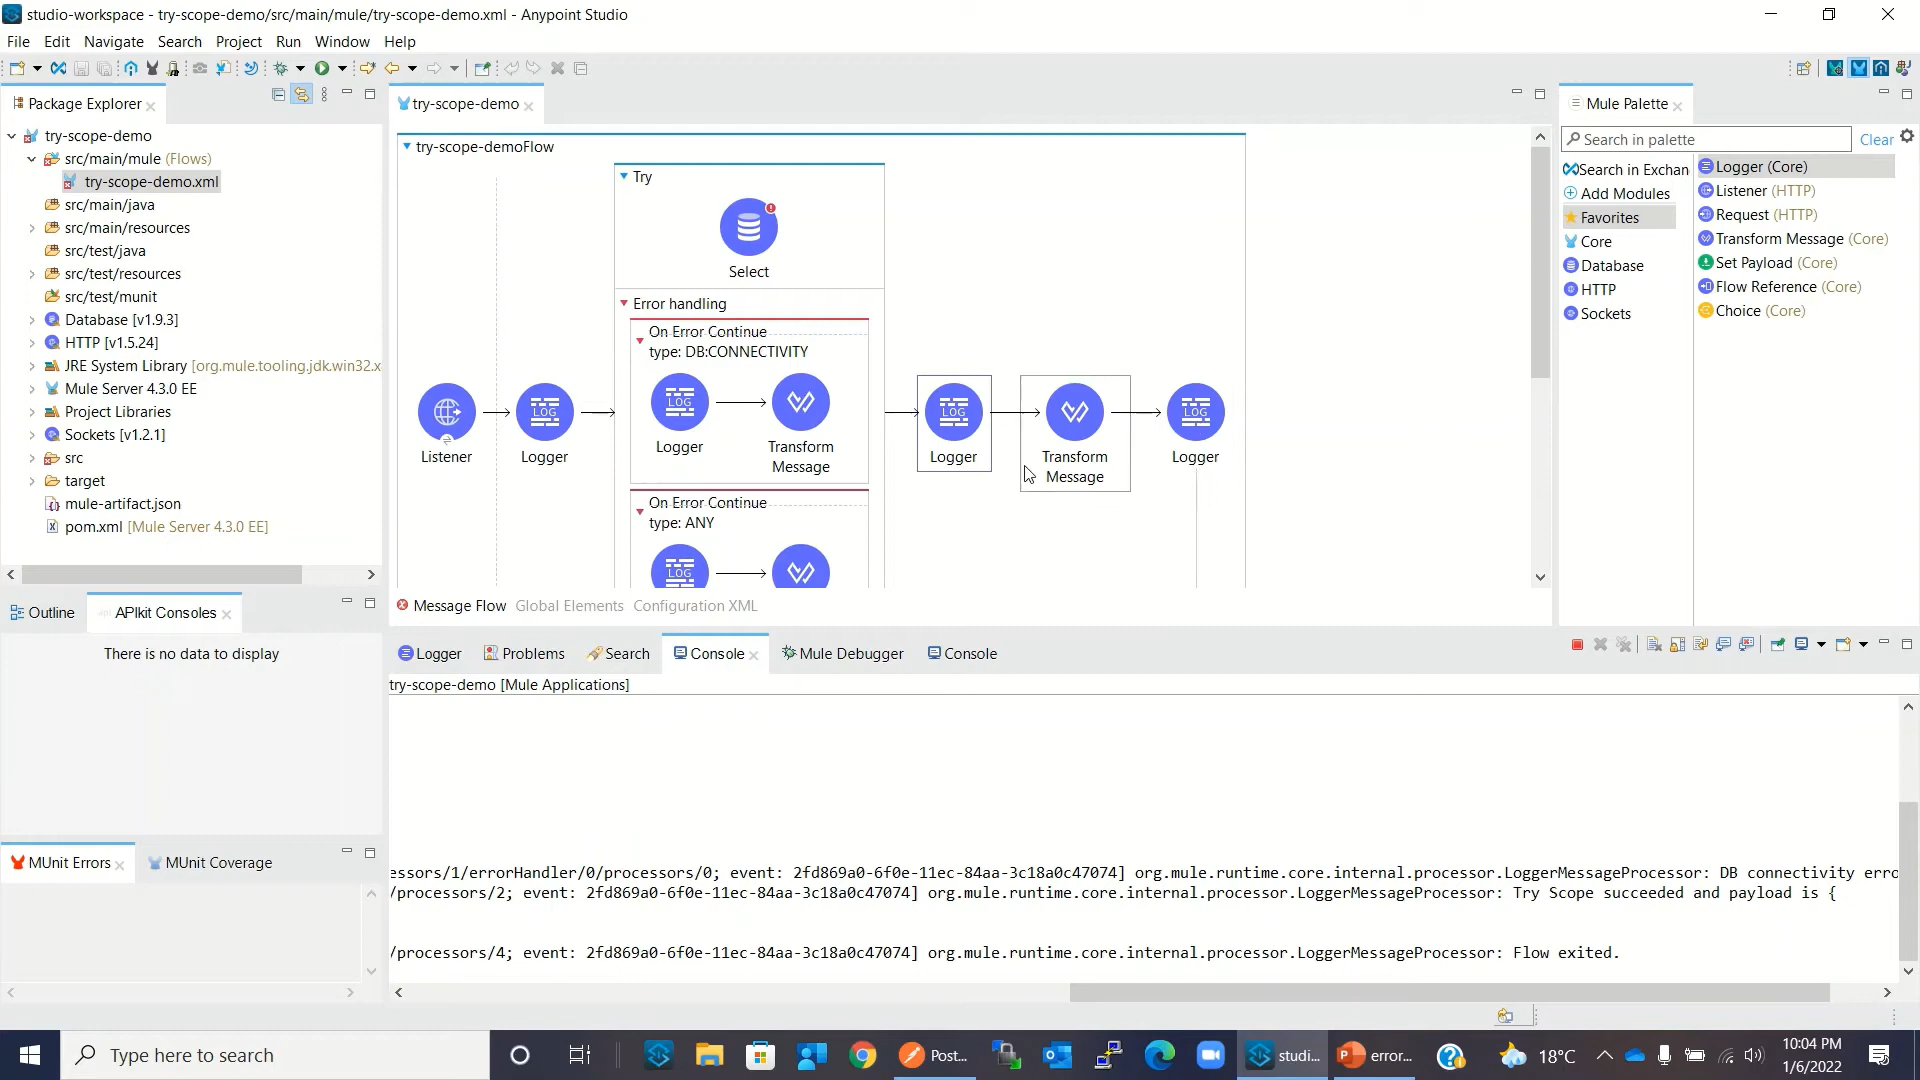 studio-workspace - try-scope-demo/src/main/mule/try-scope-demo.xml - Anypoint Studio
File Edit Navigate Search Project Run Window Help
Package Explorer
try-scope-demo
src/main/mule (Flows)
try-scope-demo.xml
src/main/java
src/main/resources
src/test/java
src/test/resources
src/test/munit
Database [v1.9.3]
HTTP [v1.5.24]
JRE System Library [org.mule.tooling.jdk.win32.x
Mule Server 4.3.0 EE
Project Libraries
Sockets [v1.2.1]
src
target
mule-artifact.json
pom.xml [Mule Server 4.3.0 EE]
Outline
APIkit Consoles
There is no data to display
MUnit Errors
MUnit Coverage
try-scope-demo
try-scope-demoFlow
Try
Select
Error handling
On Error Continue
type: DB:CONNECTIVITY
LOG
Logger
Transform
Message
On Error Continue
type: ANY
LOG
Listener
LOG
Logger
LOG
Logger
Transform
Message
LOG
Logger
Message Flow Global Elements Configuration XML
Mule Palette
Search in palette
Clear
Search in Exchan
Add Modules
Favorites
Core
Database
HTTP
Sockets
Logger (Core)
Listener (HTTP)
Request (HTTP)
Transform Message (Core)
Set Payload (Core)
Flow Reference (Core)
Choice (Core)
Logger Problems Search Console Mule Debugger Console
try-scope-demo [Mule Applications]
essors/1/errorHandler/0/processors/0; event: 2fd869a0-6f0e-11ec-84aa-3c18a0c47074] org.mule.runtime.core.internal.processor.LoggerMessageProcessor: DB connectivity erro
/processors/2; event: 2fd869a0-6f0e-11ec-84aa-3c18a0c47074] org.mule.runtime.core.internal.processor.LoggerMessageProcessor: Try Scope succeeded and payload is {
/processors/4; event: 2fd869a0-6f0e-11ec-84aa-3c18a0c47074] org.mule.runtime.core.internal.processor.LoggerMessageProcessor: Flow exited.
Type here to search
Post...
studi...
error...
18°C
10:04 PM
1/6/2022